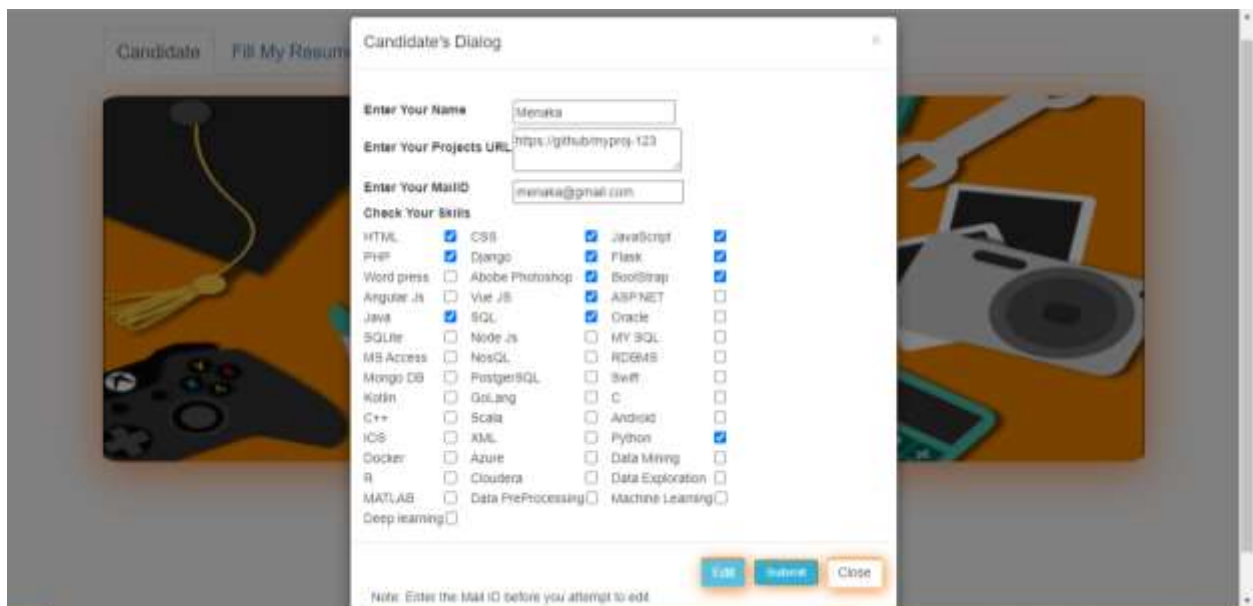 Candidate
Fill My Resum
Candidate's Dialog
×
Enter Your Name
Menaka
Enter Your Projects URL
https://github/myproj-123
Enter Your MailID
menaka@gmail.com
Check Your Skills
HTML CSS JavaScript
PHP Django Flask
Word press Abobe Photoshop BootStrap
Angular Js Vue JS ASP.NET
Java SQL Oracle
SQLite Node Js MY SQL
MS Access NosQL RDBMS
Mongo DB PostgerSQL Swift
Kotlin GoLang C
C++ Scala Android
IOS XML Python
Docker Azure Data Mining
R Cloudera Data Exploration
MATLAB Data PreProcessing Machine Learning
Deep learning
Edit Submit Close
Note: Enter the Mail ID before you attempt to edit